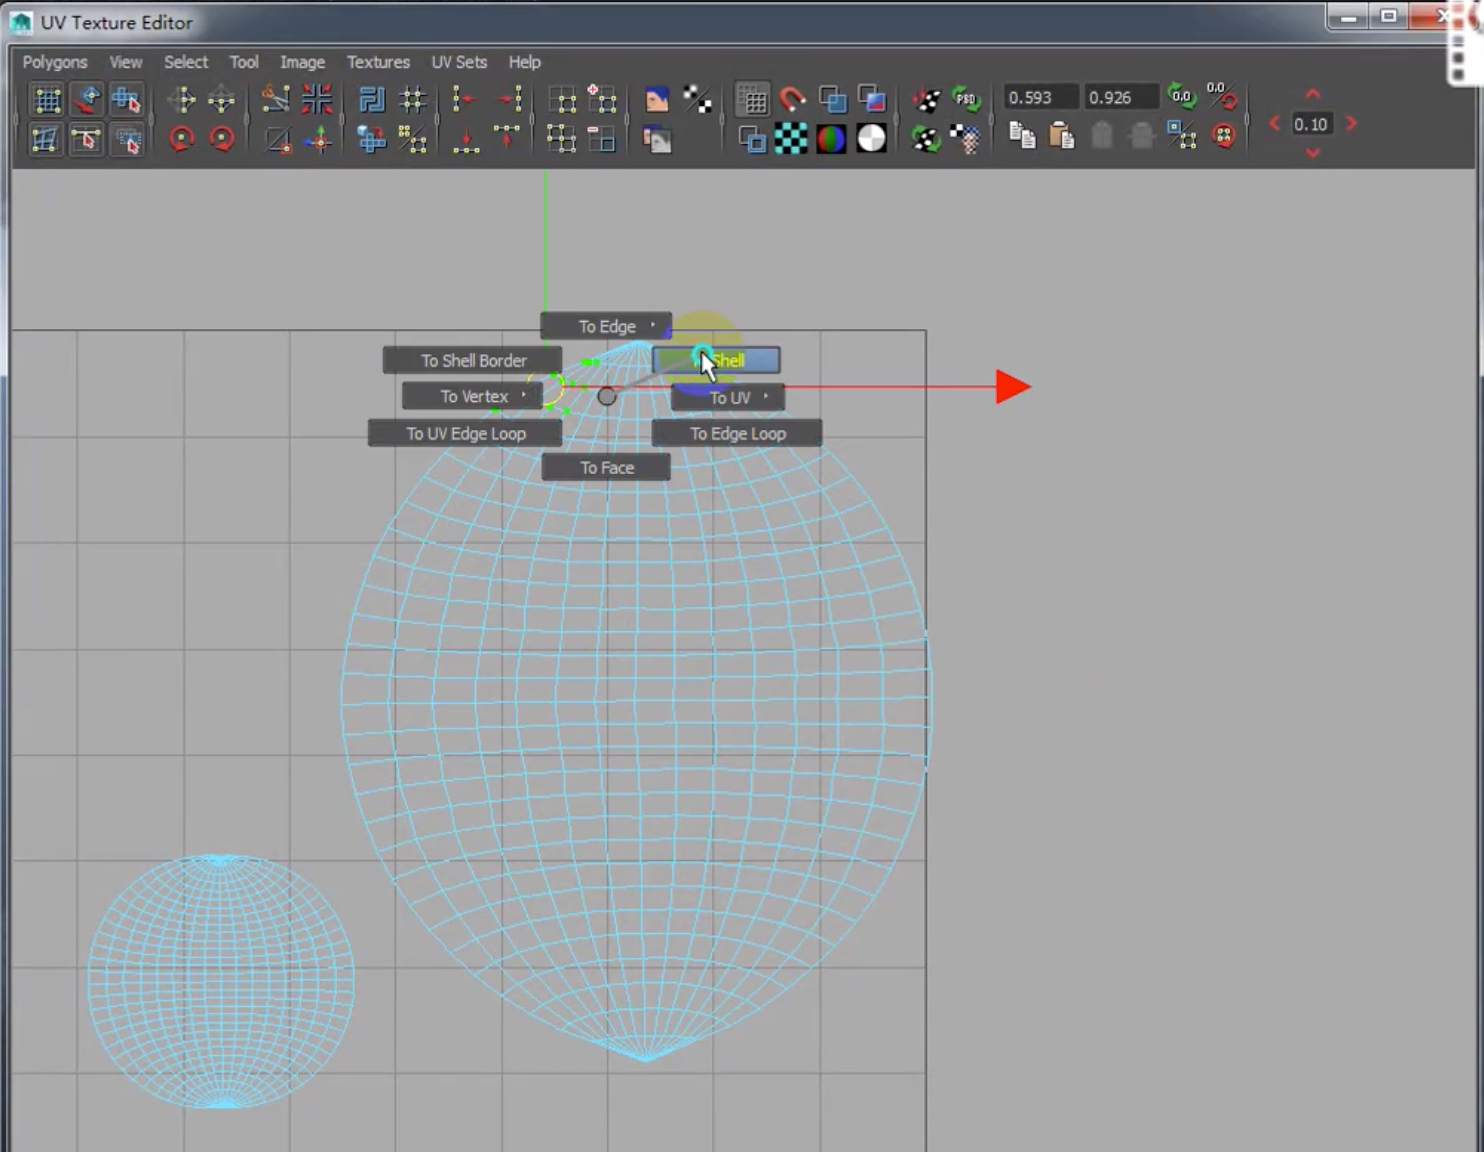 UV Texture Editor
Polygons View Select Tool Image Textures UV Sets Help
PSD 0.593 0.926 0,0 0.0
0.10
To Edge
To Shell Border Shell
To Vertex To UV
To UV Edge Loop To Edge Loop
To Face